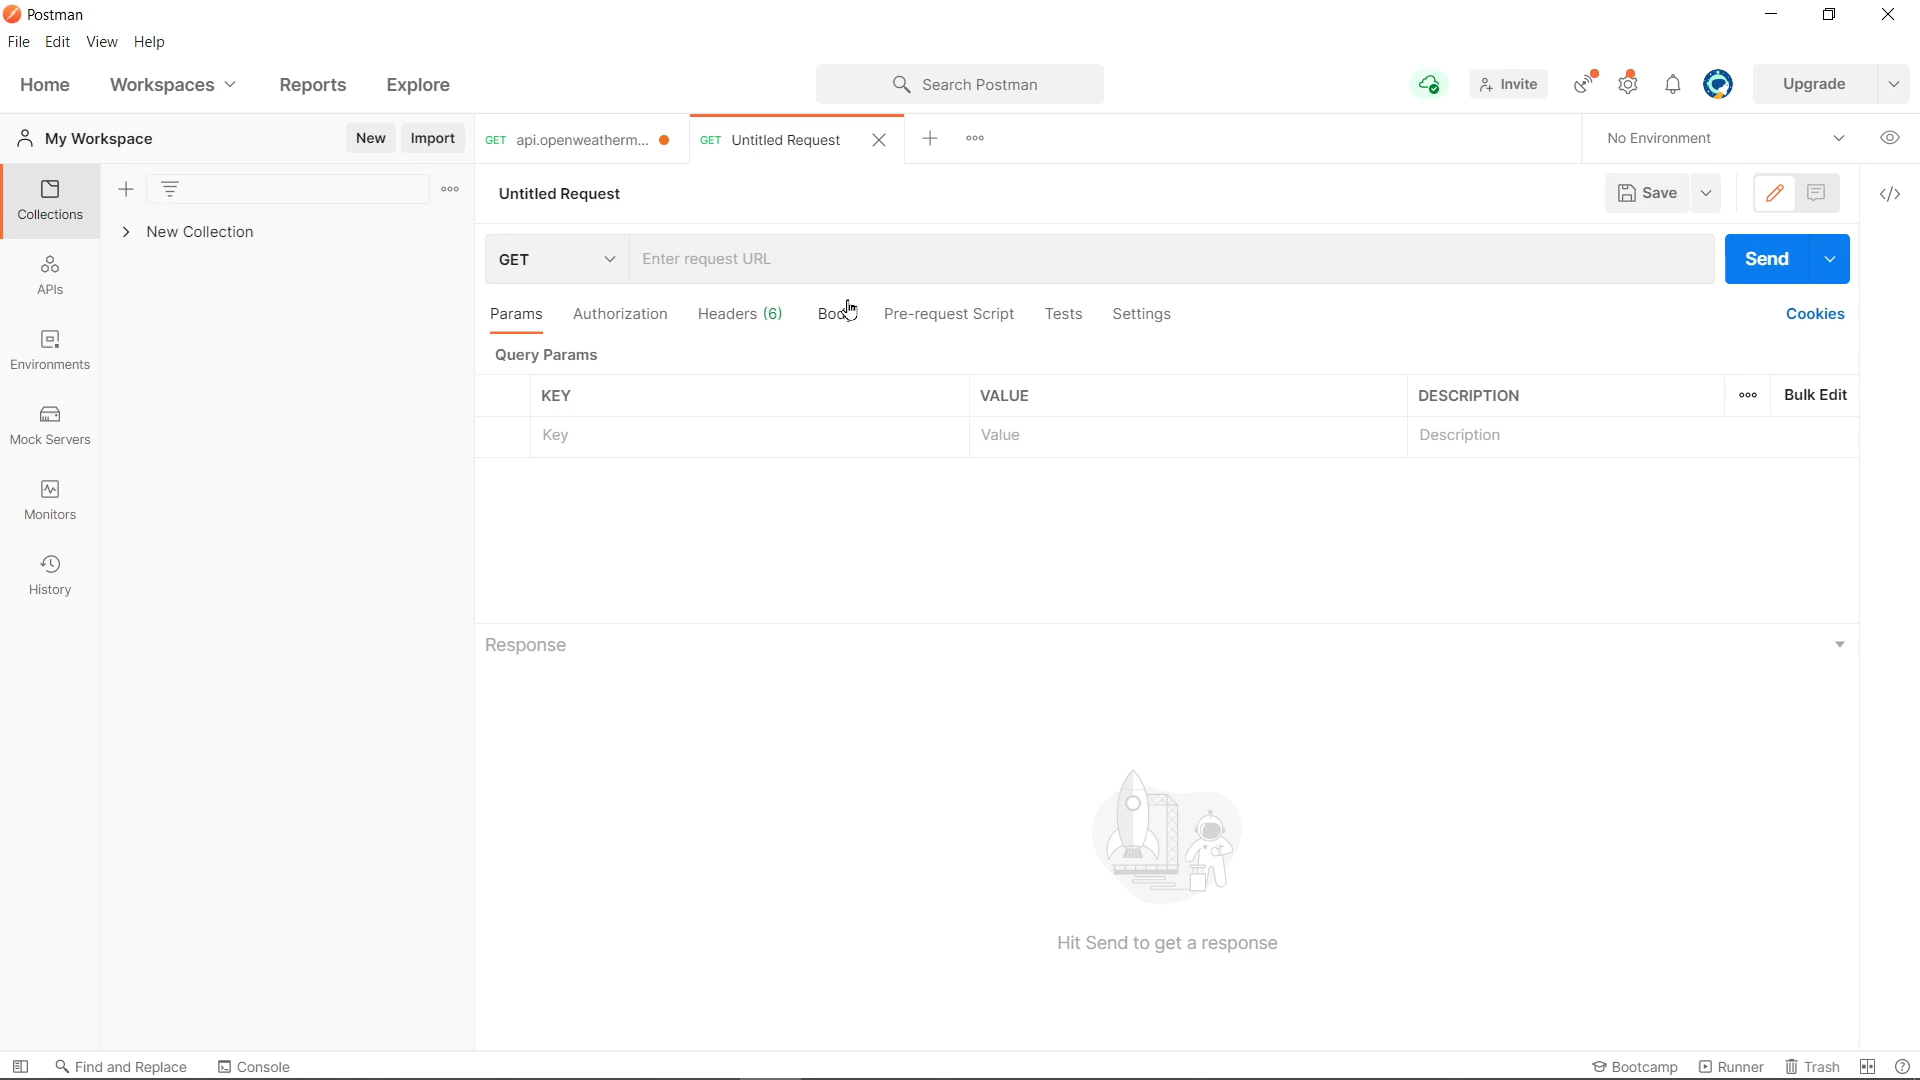 Postman
File Edit View Help
Home Workspaces Reports Explore
Search Postman
Invite
Upgrade
My Workspace
New Import
GET api.openweatherm...
GET Untitled Request
No Environment
Collections
New Collection
APIs
Environments
Mock Servers
Monitors
History
Untitled Request
Save
GET
Enter request URL
Send
Params Authorization Headers (6) Body Pre-request Script Tests Settings
Cookies
Query Params
KEY VALUE DESCRIPTION
Bulk Edit
Key Value Description
Response
Hit Send to get a response
Find and Replace Console
Bootcamp Runner Trash